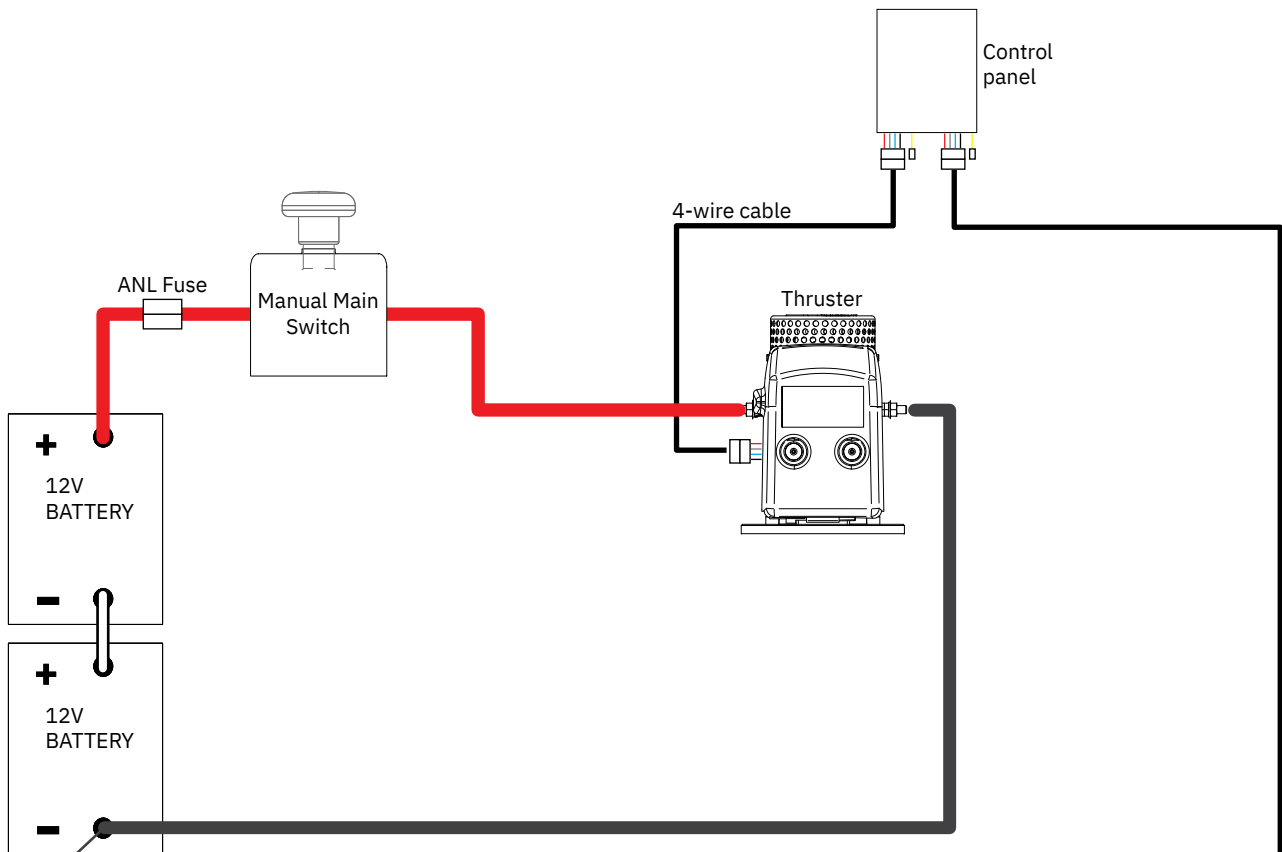 Control
panel
4-wire cable
ANL Fuse
Manual Main
Switch
Thruster
+
12V
BATTERY
-
+
12V
BATTERY
-